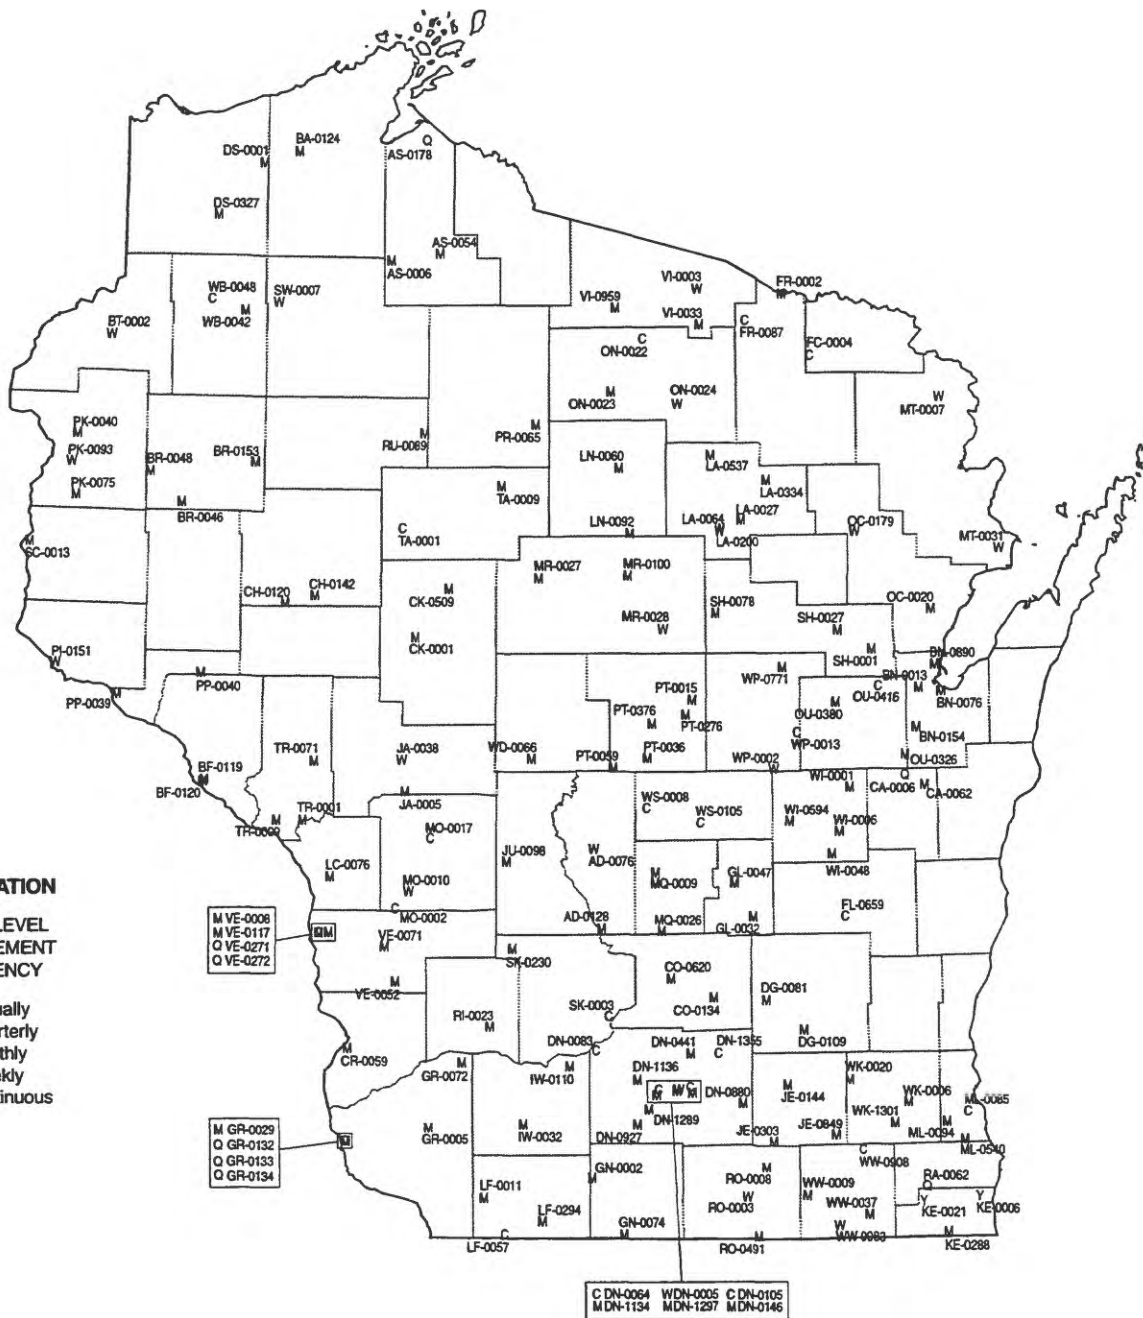 Q
BA-0124
M
DS-0001
M
AS-0178
DS-0327
M
AS-0054
M
M
AS-0006
WB-0048
C
M
WB-0042
SW-0007
W
VI-0003
W
FR-0002
M
VI-0959
M
VI-0033
M
C
FR-0087
BT-0002
W
C
ON-0022
FC-0004
C
M
ON-0023
ON-0024
W
W
MT-0007
PK-0040
M
PK-0093
W
PK-0075
M
BR-0048
M
BR-0153
M
M
BR-0046
M
RU-0089
M
PR-0065
LN-0060
M
M
LA-0537
M
LA-0334
M
TA-0009
C
TA-0001
LN-0092
M
LA-0064
W
LA-0200
M
LA-0027
OC-0179
W
MT-0031
W
M
SC-0013
CH-0120
M
CH-0142
M
MR-0027
M
MR-0100
M
M
CK-0509
M
CK-0001
MR-0028
W
SH-0078
M
SH-0027
M
OC-0020
M
M
SH-0001
PI-0151
W
PP-0039
M
M
PP-0040
WP-0771
M
BN-0890
M
BN-0013
M
M
BN-0076
C
OU-0416
M
OU-0380
PT-0015
M
PT-0376
M
M
PT-0276
M
BN-0154
C
WP-0013
M
OU-0326
TR-0071
M
JA-0038
W
WD-0066
M
PT-0059
M
PT-0036
M
WP-0002
W
BF-0119
M
BF-0120
M
JA-0005
WI-0001
M
Q
CA-0006
M
CA-0062
TR-0001
M
M
TR-0009
MO-0017
C
WS-0008
C
WS-0105
C
WI-0594
M
WI-0006
M
M
WI-0048
LC-0076
M
JU-0098
M
W
AD-0076
M
MQ-0009
GL-0047
M
MO-0010
W
C
MO-0002
FL-0659
C
AD-0128
M
MQ-0026
M
M
GL-0032
ATION
LEVEL
EMENT
ENCY
ually
rterly
thly
ekly
tinuous
M VE-0008
M VE-0117
Q VE-0271
Q VE-0272
M
VE-0071
M
M
VE-0052
M
SK-0230
CO-0620
M
M
CO-0134
DG-0081
M
SK-0003
C
RI-0023
M
M
DG-0109
M
CR-0059
DN-0083
C
DN-0441
M
DN-1355
C
M
GR-0072
M
IW-0110
DN-1136
M
C W C
M M
DN-0880
M
M
JE-0144
WK-0020
M
WK-0006
M
ML-0085
C
M GR-0029
Q GR-0132
Q GR-0133
Q GR-0134
M
M
GR-0005
M
IW-0032
M
DN-1289
M
DN-0927
JE-0303
M
JE-0849
M
WK-1301
M
M
ML-0094
M
ML-0540
C
WW-0908
GN-0002
M
M
RO-0008
W
RO-0003
WW-0009
M
WW-0037
M
RA-0062
Q
Y
KE-0021
Y
KE-0006
LF-0011
M
LF-0294
M
C
LF-0057
GN-0074
M
RO-0491
M
W
WW-0083
M
KE-0288
C DN-0064 W DN-0005 C DN-0105
M DN-1134 M DN-1297 M DN-0146